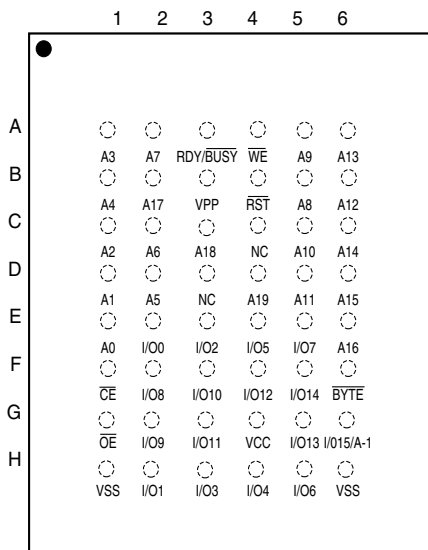 1 2 3 4 5 6
A
A3 A7 RDY/BUSY WE A9 A13
B
A4 A17 VPP RST A8 A12
C
A2 A6 A18 NC A10 A14
D
A1 A5 NC A19 A11 A15
E
A0 I/O0 I/O2 I/O5 I/O7 A16
F
CE I/O8 I/O10 I/O12 I/O14 BYTE
G
OE I/O9 I/O11 VCC I/O13 I/015/A-1
H
VSS I/O1 I/O3 I/O4 I/O6 VSS